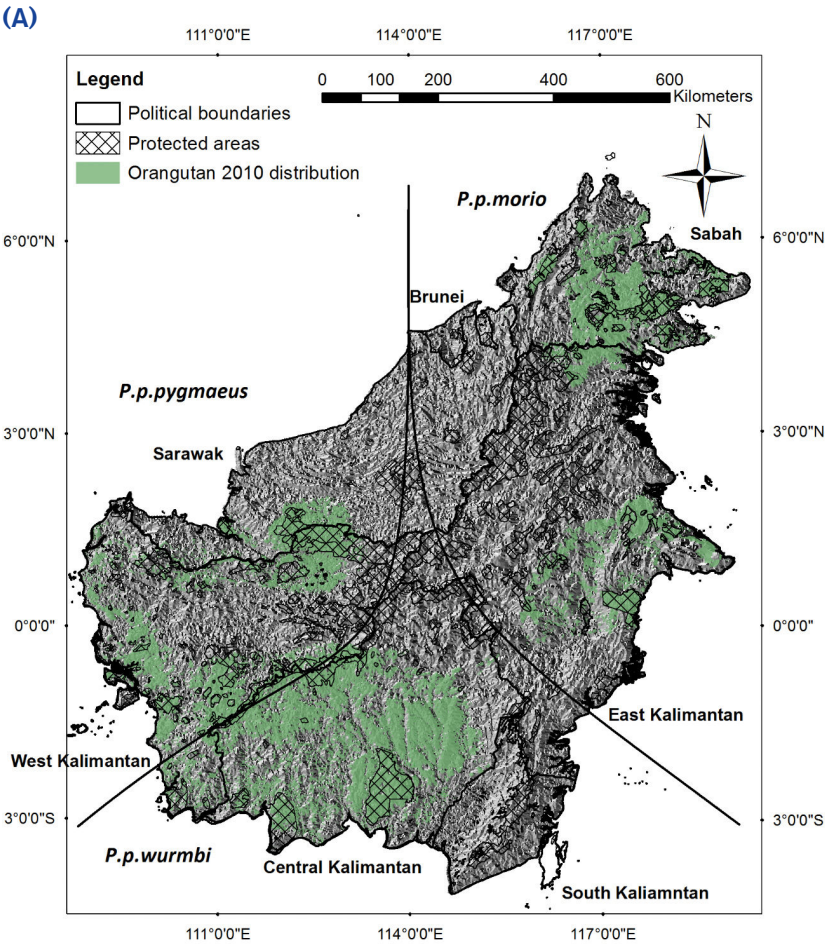 (A)
111°0'0"E 114°0'0"E 117°0'0"E
Legend
Political boundaries
Protected areas
Orangutan 2010 distribution
0 100 200 400 600
Kilometers
N
P.p.morio
Sabah
6°0'0"N 6°0'0"N
Brunei
P.p.pygmaeus
3°0'0"N 3°0'0"N
Sarawak
0°0'0" 0°0'0"
East Kalimantan
West Kalimantan
3°0'0"S 3°0'0"S
P.p.wurmbi
Central Kalimantan
South Kaliamntan
111°0'0"E 114°0'0"E 117°0'0"E